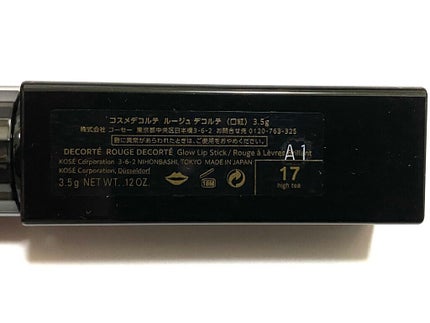 コスメデコルテ ルージュ デコルテ (口紅) 3.5g
株式会社 コーセー 東京都中央区日本橋3-6-2 お問合せ先 0120-763-325
肌に異常があらわれたときは、ご使用をおやめください。
DECORTÉ ROUGE DECORTÉ Glow Lip Stick/Rouge à Lèvres Brillant
KOSÉ Corporation 3-6-2 NIHONBASHI, TOKYO MADE IN JAPAN
KOSÉ Corporation, Düsseldorf
3.5g NET WT. .12 OZ.
18M
A1
17
high tea